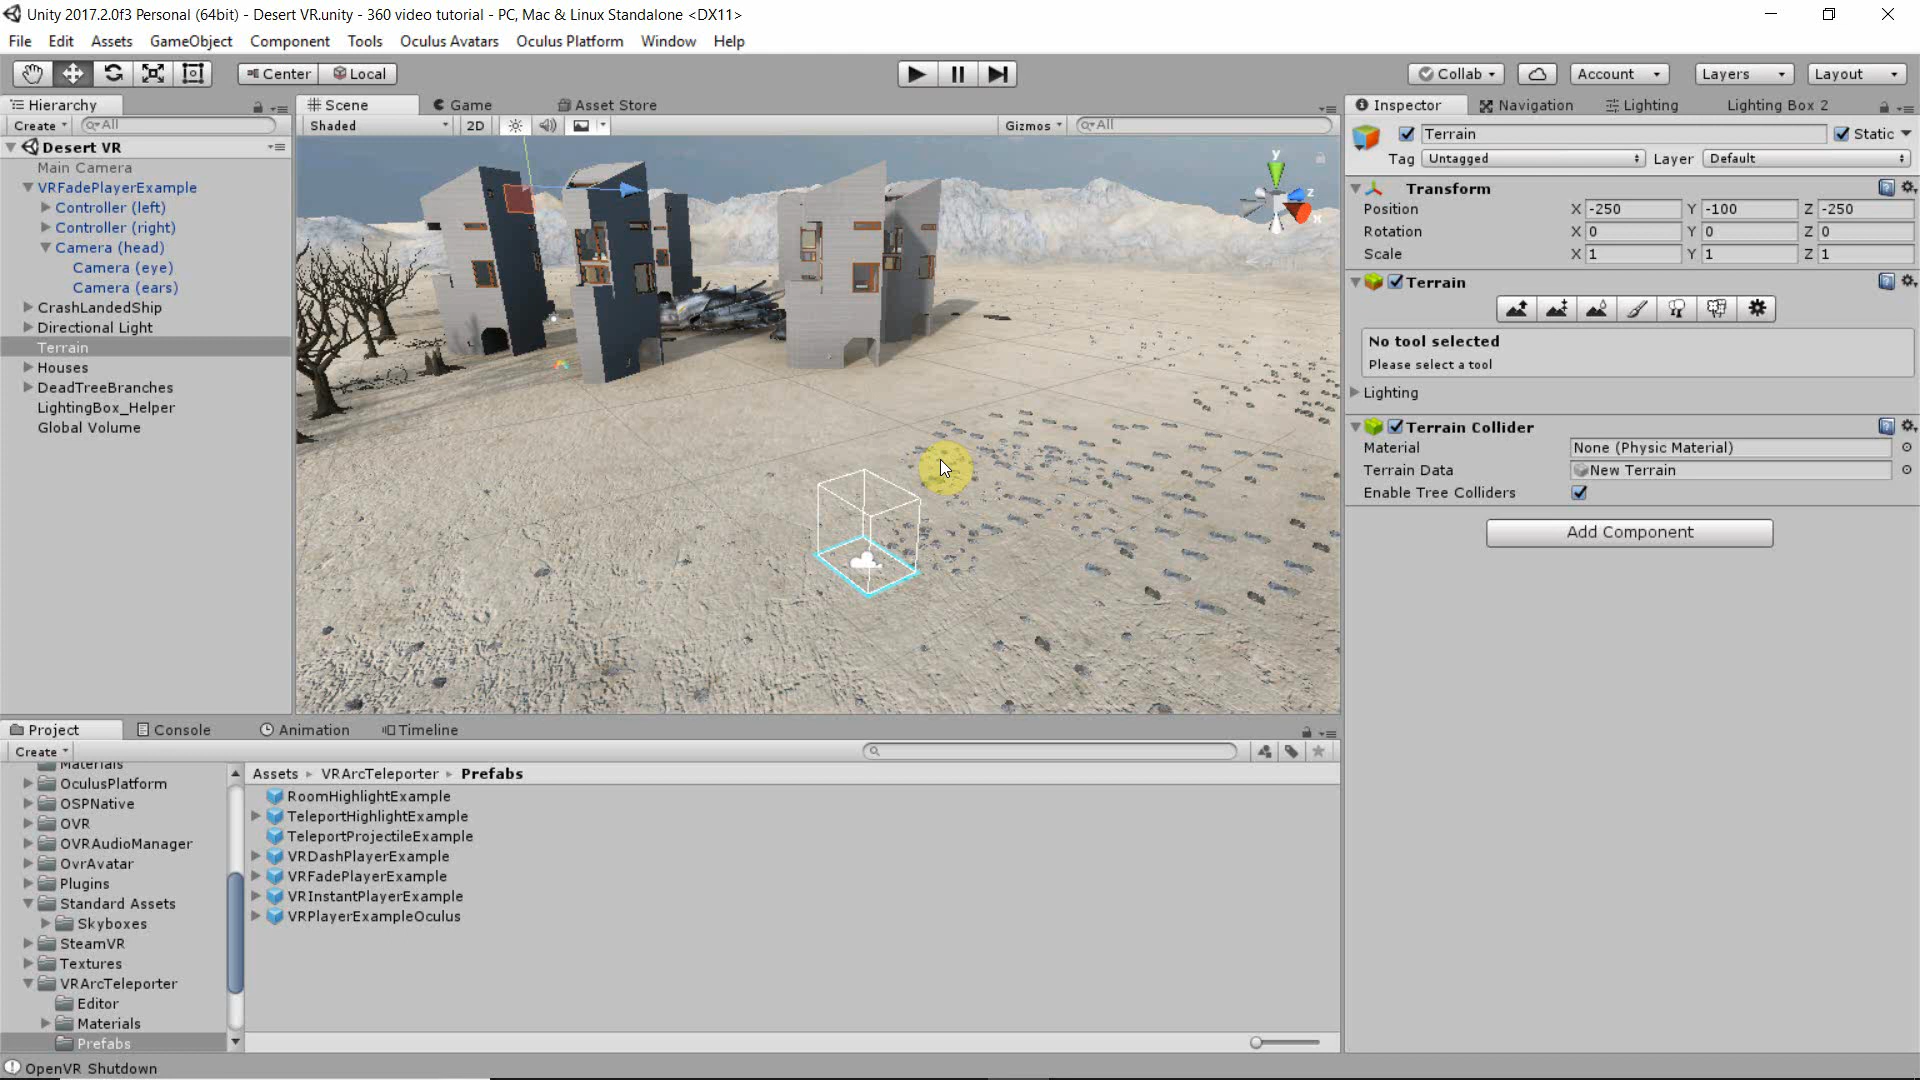 Unity 2017.2.0f3 Personal (64bit) - Desert VR.unity - 360 video tutorial - PC, Mac & Linux Standalone <DX11>
File Edit Assets GameObject Component Tools Oculus Avatars Oculus Platform Window Help
Center Local Collab Account Layers Layout
Hierarchy
Create All
Desert VR
Main Camera
VRFadePlayerExample
Controller (left)
Controller (right)
Camera (head)
Camera (eye)
Camera (ears)
CrashLandedShip
Directional Light
Terrain
Houses
DeadTreeBranches
LightingBox_Helper
Global Volume
Scene Game Asset Store
Shaded 2D Gizmos All
y
z
x
Inspector Navigation Lighting Lighting Box 2
Terrain Static
Tag Untagged Layer Default
Transform
Position X -250 Y -100 Z -250
Rotation X 0 Y 0 Z 0
Scale X 1 Y 1 Z 1
Terrain
No tool selected
Please select a tool
Lighting
Terrain Collider
Material None (Physic Material)
Terrain Data New Terrain
Enable Tree Colliders
Add Component
Project Console Animation Timeline
Create
Materials
OculusPlatform
OSPNative
OVR
OVRAudioManager
OvrAvatar
Plugins
Standard Assets
Skyboxes
SteamVR
Textures
VRArcTeleporter
Editor
Materials
Prefabs
Assets VRArcTeleporter Prefabs
RoomHighlightExample
TeleportHighlightExample
TeleportProjectileExample
VRDashPlayerExample
VRFadePlayerExample
VRInstantPlayerExample
VRPlayerExampleOculus
OpenVR Shutdown